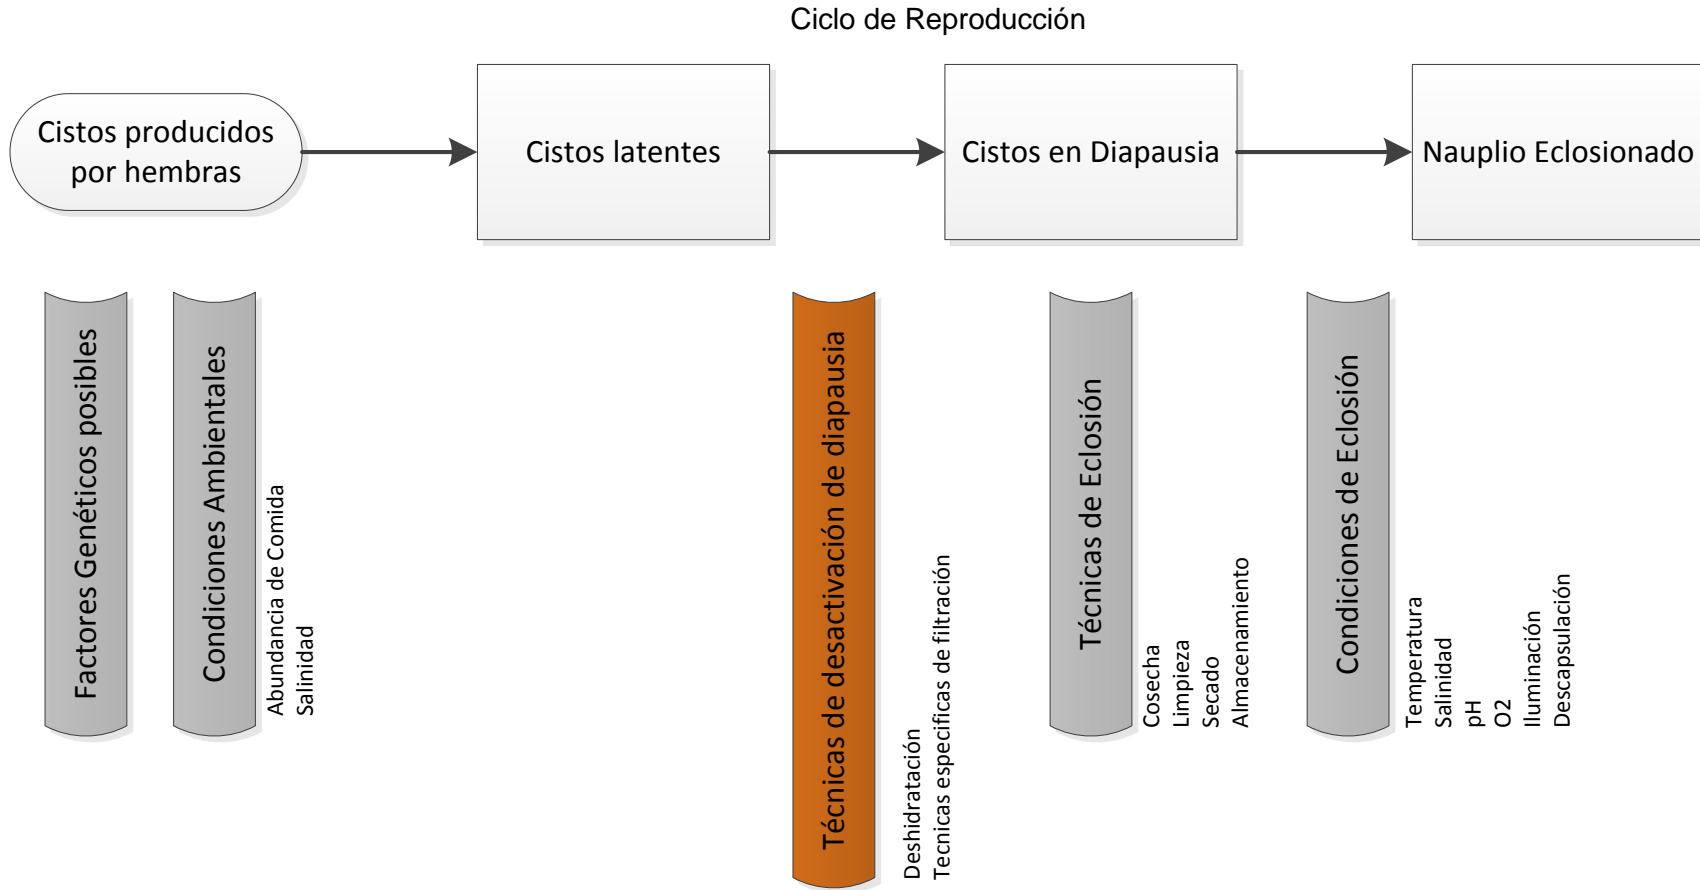 Ciclo de Reproducción
Cistos producidos
por hembras
Cistos latentes
Cistos en Diapausia
Nauplio Eclosionado
Factores Genéticos posibles
Condiciones Ambientales
Abundancia de Comida
Salinidad
Técnicas de desactivación de diapausia
Deshidratación
Tecnicas especificas de filtración
Técnicas de Eclosión
Cosecha
Limpieza
Secado
Almacenamiento
Condiciones de Eclosión
Temperatura
Salinidad
pH
O2
Iluminación
Descapsulación